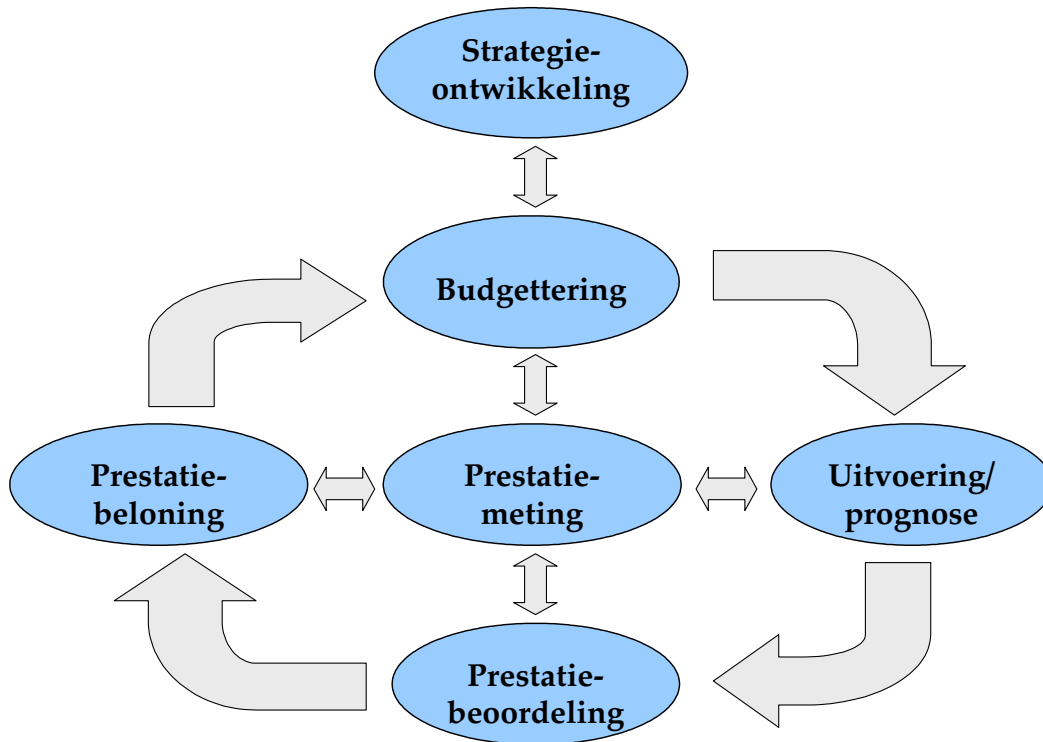 Strategie-
ontwikkeling
Budgettering
Prestatie-
beloning
Prestatie-
meting
Uitvoering/
prognose
Prestatie-
beoordeling